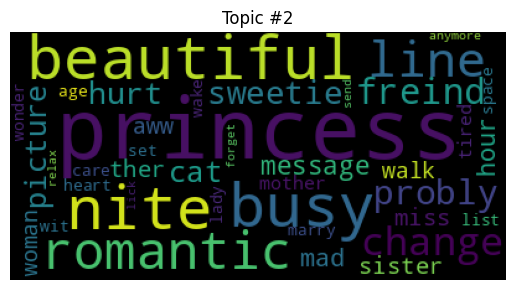 Topic #2
anymore
beautiful line
age hurt sweetie freind
wonder wake send space
princess
aww tired hour
picture set forget
relax care ther cat message walk
heart lick mother
nite busy probly
woman wit lady marry miss list
romantic mad change
sister